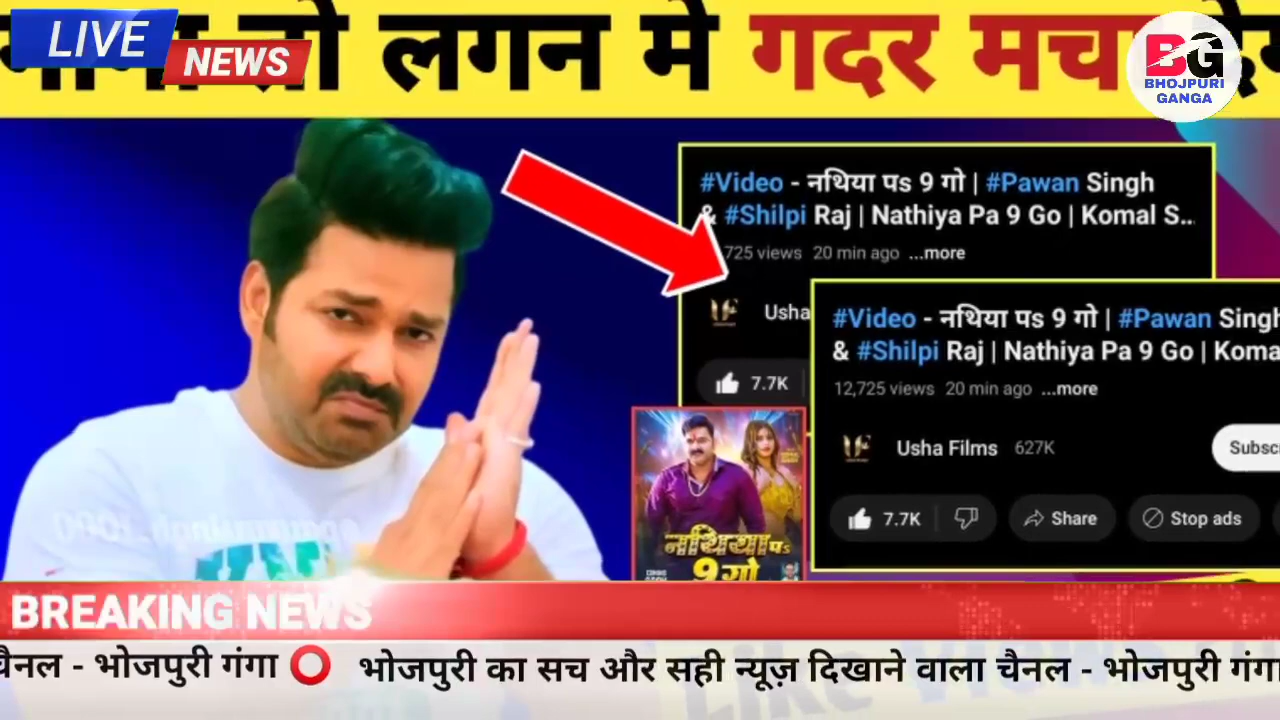 LIVE
NEWS
लगन मे गदर
BG
BHOJPURI
GANGA
#Video - नथिया पs 9 गो | #Pawan Singh
& #Shilpi Raj | Nathiya Pa 9 Go | Komal S...
725 views 20 min ago ...more
Usha
7.7K
#Video - नथिया पs 9 गो | #Pawan Singh
& #Shilpi Raj | Nathiya Pa 9 Go | Koma
12,725 views 20 min ago ...more
Usha Films 627K
Subsc
7.7K Share Stop ads
नथिया पs
9 गो
BREAKING NEWS
चैनल - भोजपुरी गंगा भोजपुरी का सच और सही न्यूज़ दिखाने वाला चैनल - भोजपुरी गंगा